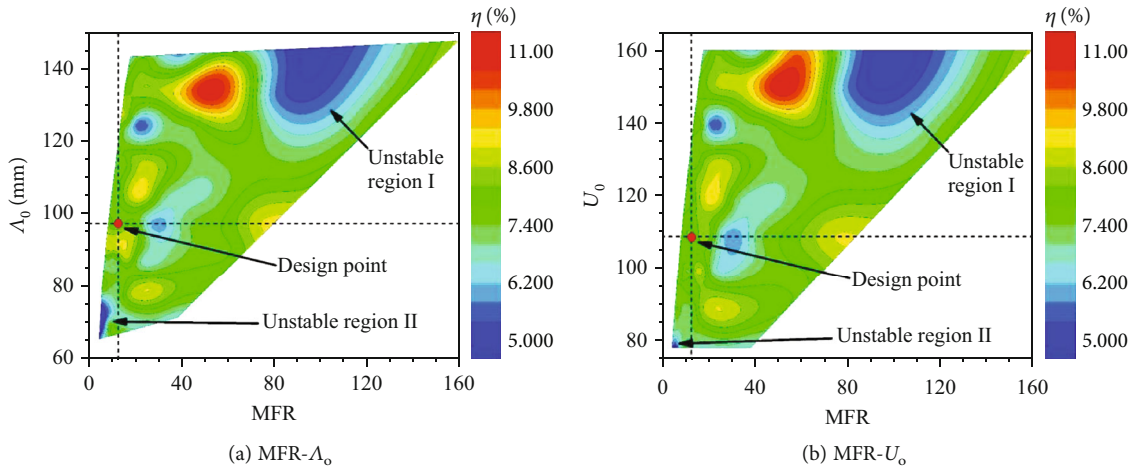 η (%)
11.00
9.800
8.600
7.400
6.200
5.000
140
120
100
80
60
Λ₀ (mm)
0
40
80
120
160
MFR
Unstable
region I
Design point
Unstable region II
(a) MFR-Λₒ
η (%)
11.00
9.800
8.600
7.400
6.200
5.000
160
140
120
100
80
U₀
0
40
80
120
160
MFR
Unstable
region I
Design point
Unstable region II
(b) MFR-Uₒ